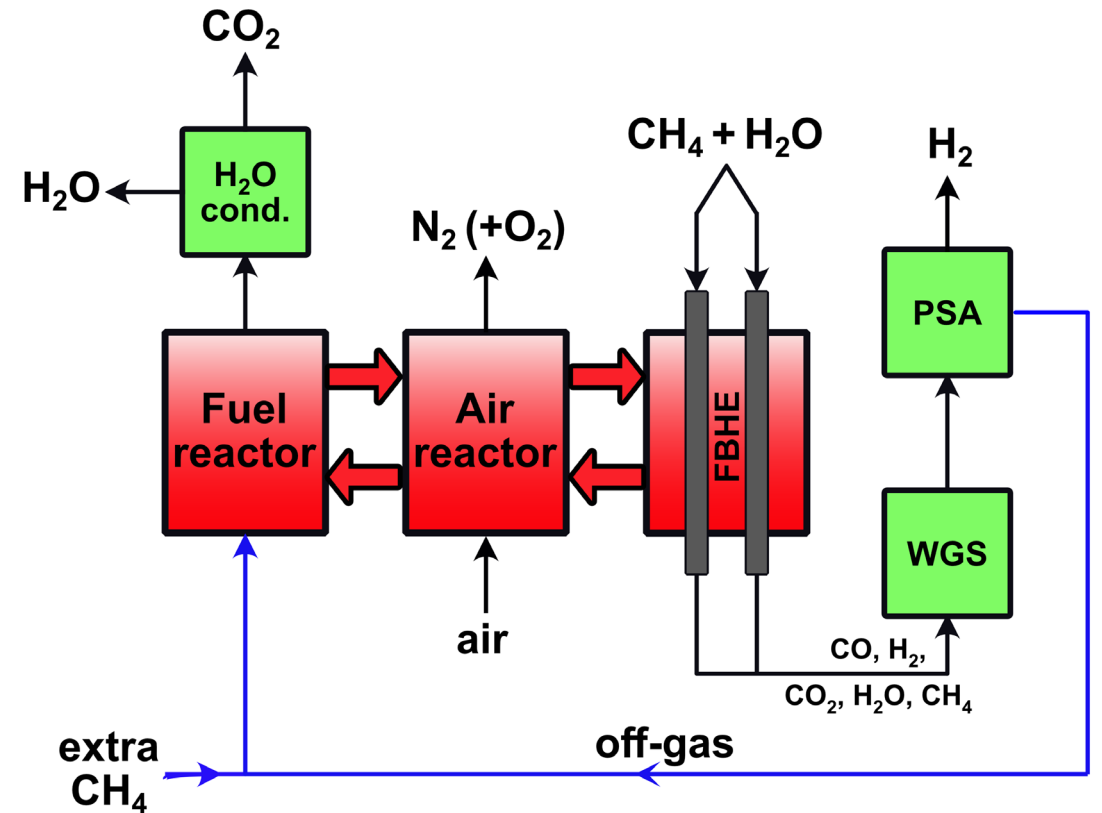 CO₂
H₂O
cond.
H₂O
CH₄ + H₂O
H₂
N₂ (+O₂)
PSA
Fuel
reactor
Air
reactor
FBHE
WGS
air
CO, H₂,
CO₂, H₂O, CH₄
extra
CH₄
off-gas